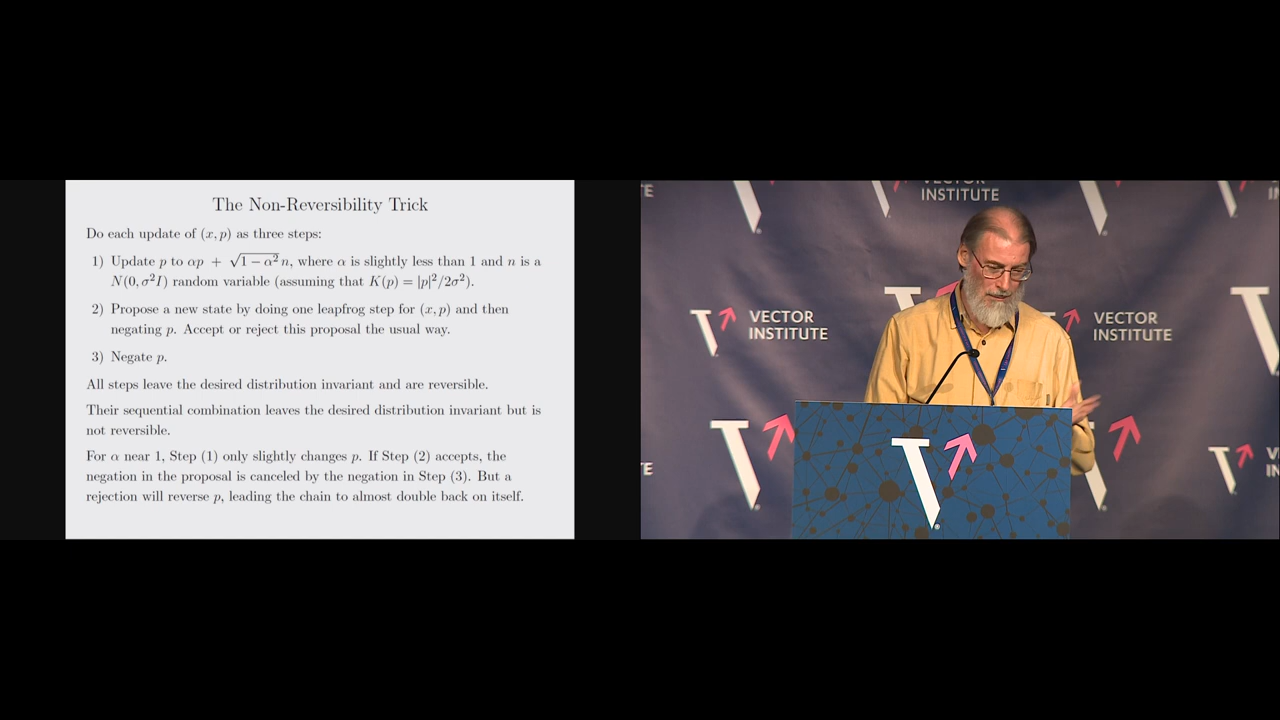 The Non-Reversibility Trick
Do each update of (x, p) as three steps:
1) Update p to αp + √1 − α² n, where α is slightly less than 1 and n is a
N(0, σ²I) random variable (assuming that K(p) = |p|²/2σ²).
2) Propose a new state by doing one leapfrog step for (x, p) and then
negating p. Accept or reject this proposal the usual way.
3) Negate p.
All steps leave the desired distribution invariant and are reversible.
Their sequential combination leaves the desired distribution invariant but is
not reversible.
For α near 1, Step (1) only slightly changes p. If Step (2) accepts, the
negation in the proposal is canceled by the negation in Step (3). But a
rejection will reverse p, leading the chain to almost double back on itself.
VECTOR
INSTITUTE
VECTOR
INSTITUTE
VECTOR
INSTITUTE